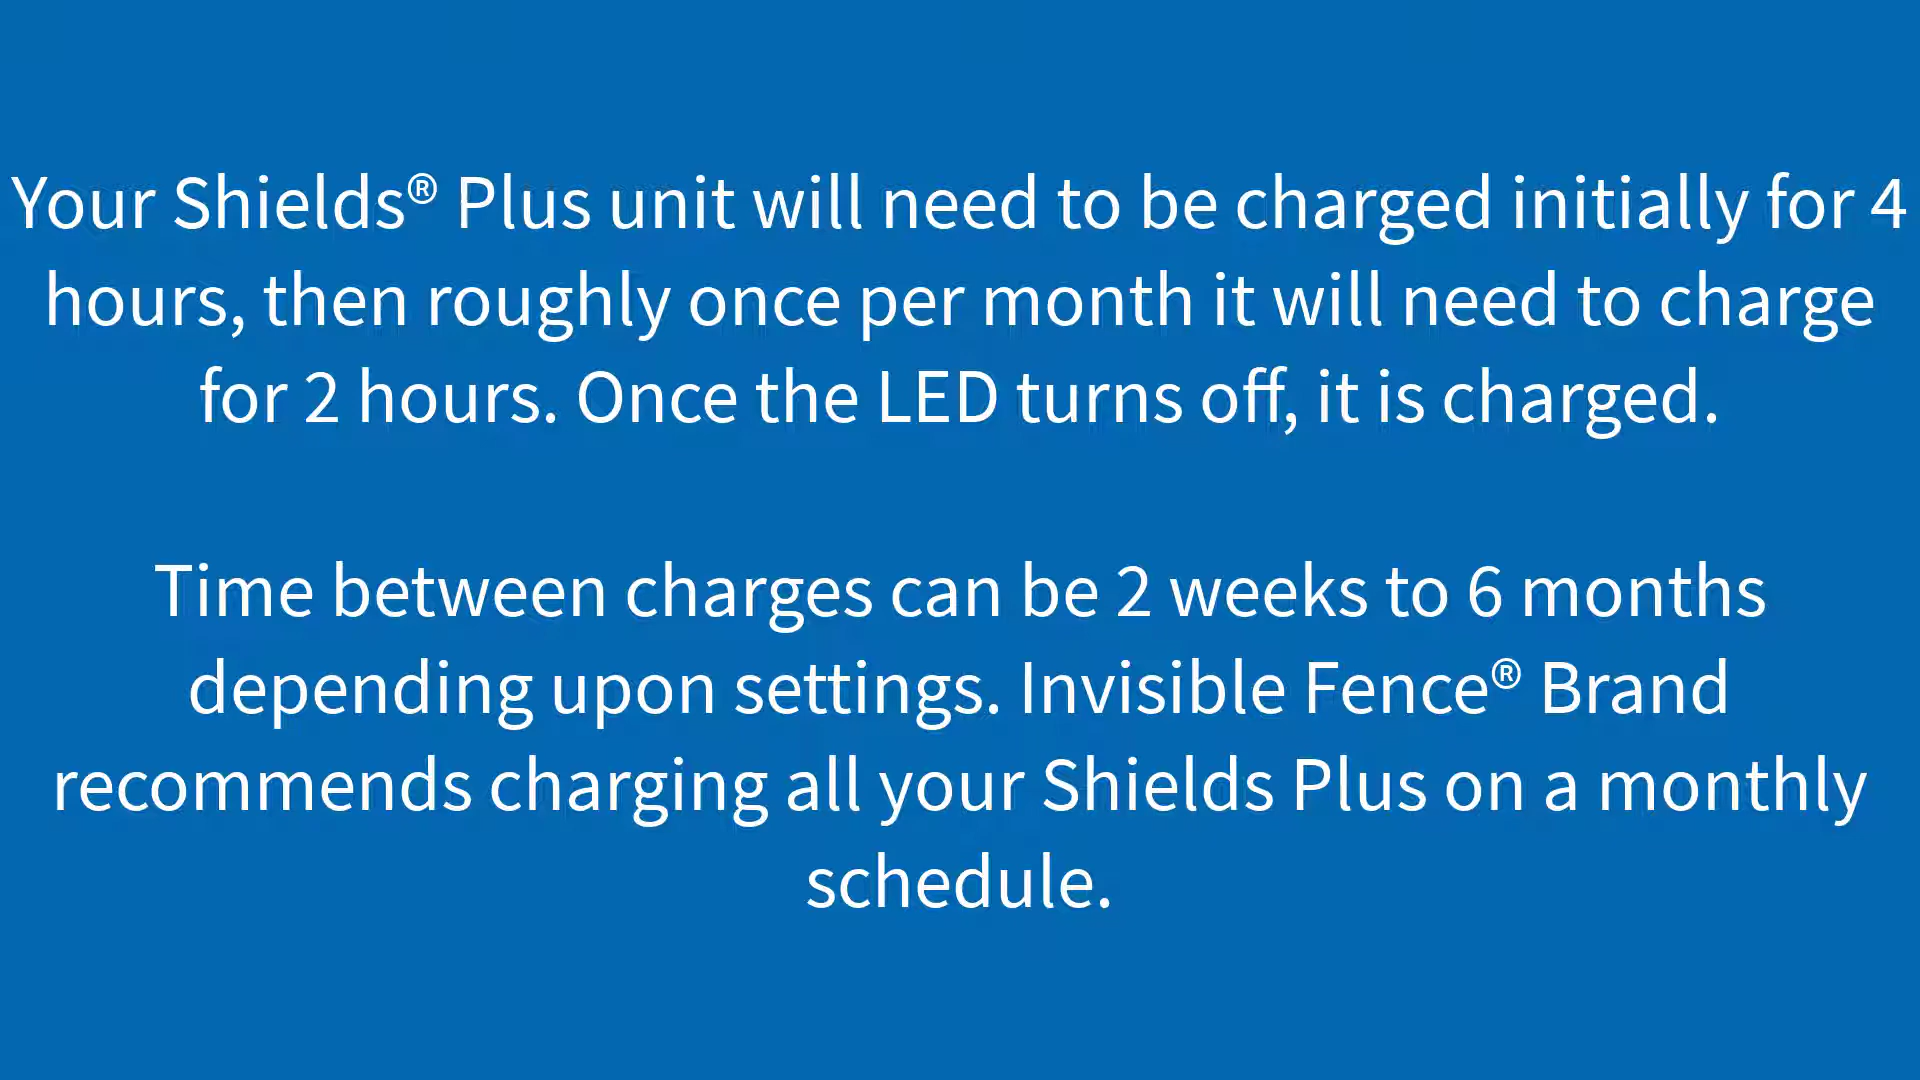 Your Shields® Plus unit will need to be charged initially for 4
hours, then roughly once per month it will need to charge
for 2 hours. Once the LED turns off, it is charged.
Time between charges can be 2 weeks to 6 months
depending upon settings. Invisible Fence® Brand
recommends charging all your Shields Plus on a monthly
schedule.